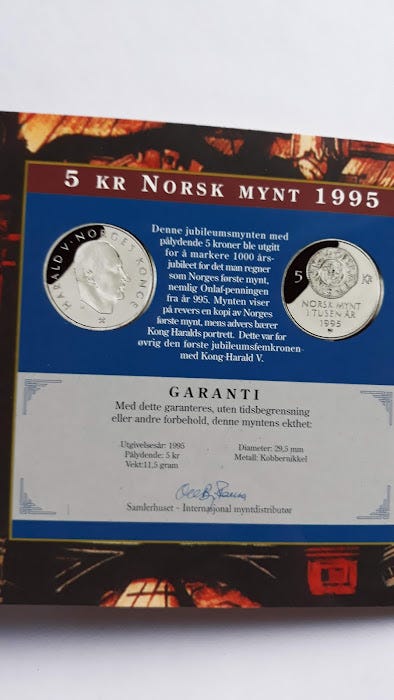 5 KR NORSK MYNT 1995
HARALD V · NORGES KONGE
Denne jubileumsmynten med
pålydende 5 kroner ble utgitt
for å markere 1000 års-
jubileet for det man regner
som Norges første mynt,
nemlig Onlaf-penningen
fra år 995. Mynten viser
på revers en kopi av Norges
første mynt, mens advers bærer
Kong Haralds portrett. Dette var for
øvrig den første jubileumsfemkronen
med Kong Harald V.
5 KR
NORSK MYNT
I TUSEN ÅR
1995
GARANTI
Med dette garanteres, uten tidsbegrensning
eller andre forbehold, denne myntens ekthet:
Utgivelsesår: 1995
Pålydende: 5 kr
Vekt:11,5 gram
Diameter: 29,5 mm
Metall: Kobbernikkel
Samlerhuset - Internasjonal myntdistributør